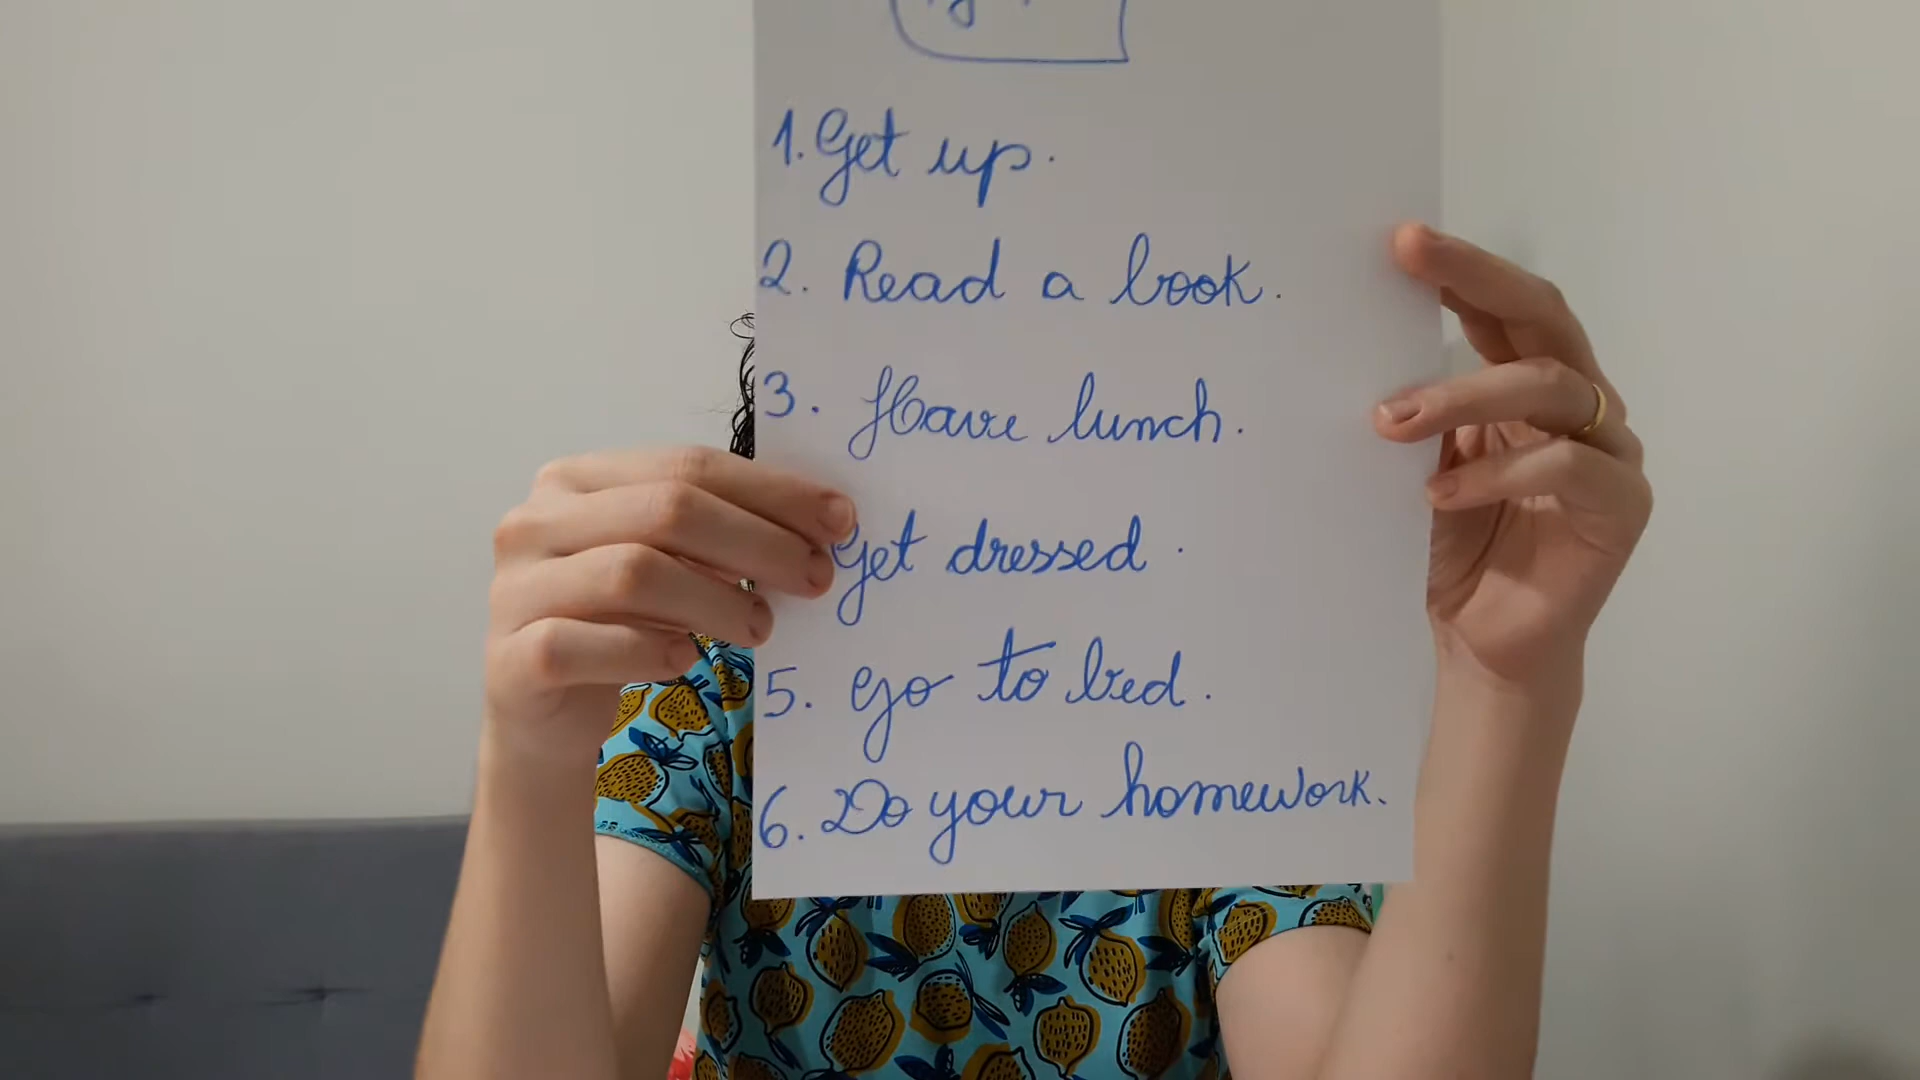 1. Get up.
2. Read a book.
3. Have lunch.
Get dressed.
5. Go to bed.
6. Do your homework.